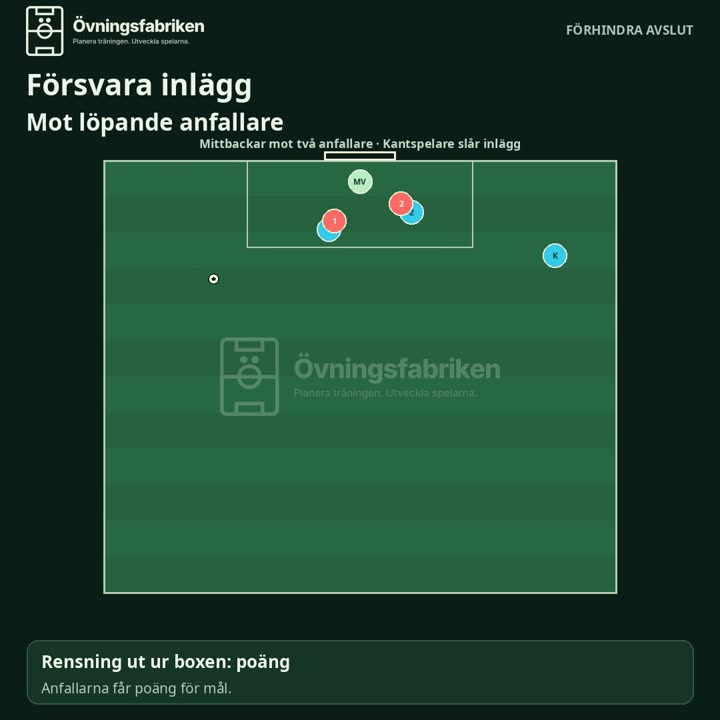 Övningsfabriken
Planera träningen. Utveckla spelarna.
FÖRHINDRA AVSLUT
Försvara inlägg
Mot löpande anfallare
Mittbackar mot två anfallare · Kantspelare slår inlägg
MV
2
1
K
Övningsfabriken
Planera träningen. Utveckla spelarna.
Rensning ut ur boxen: poäng
Anfallarna får poäng för mål.